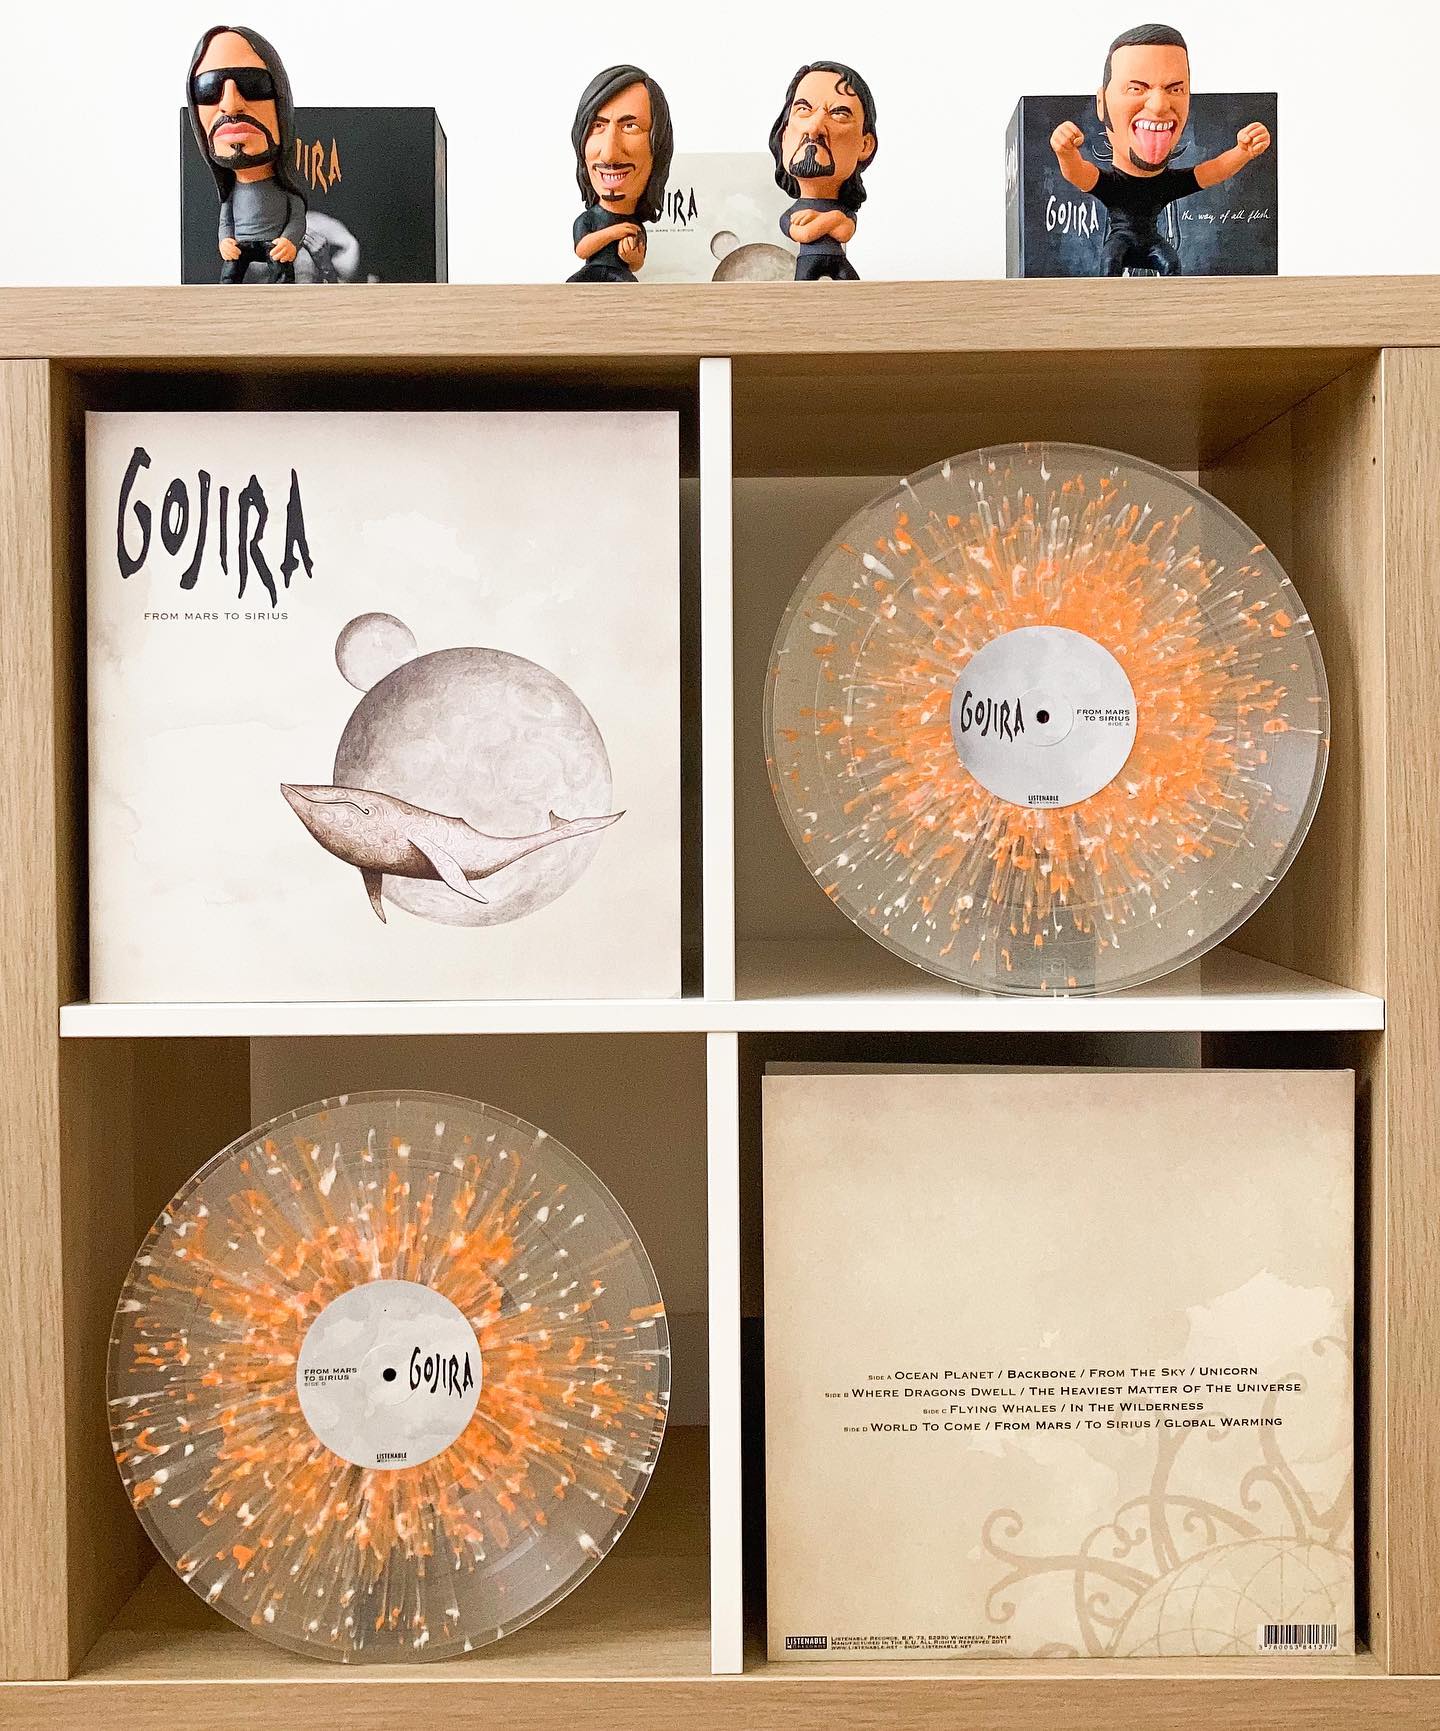 JIRA
JIRA
FROM MARS TO SIRIUS
GOJIRA
the way of all flesh
GOJIRA
FROM MARS TO SIRIUS
GOJIRA
FROM MARS
TO SIRIUS
SIDE A
LISTENABLE
RECORDS
FROM MARS
TO SIRIUS
SIDE D
GOJIRA
LISTENABLE
RECORDS
SIDE A OCEAN PLANET / BACKBONE / FROM THE SKY / UNICORN
SIDE B WHERE DRAGONS DWELL / THE HEAVIEST MATTER OF THE UNIVERSE
SIDE C FLYING WHALES / IN THE WILDERNESS
SIDE D WORLD TO COME / FROM MARS / TO SIRIUS / GLOBAL WARMING
LISTENABLE
RECORDS
LISTENABLE RECORDS, B.P. 73, 62930 WIMEREUX, FRANCE
MANUFACTURED IN THE E.U. ALL RIGHTS RESERVED 2011
WWW.LISTENABLE.NET - SHOP.LISTENABLE.NET
3 760053 841377